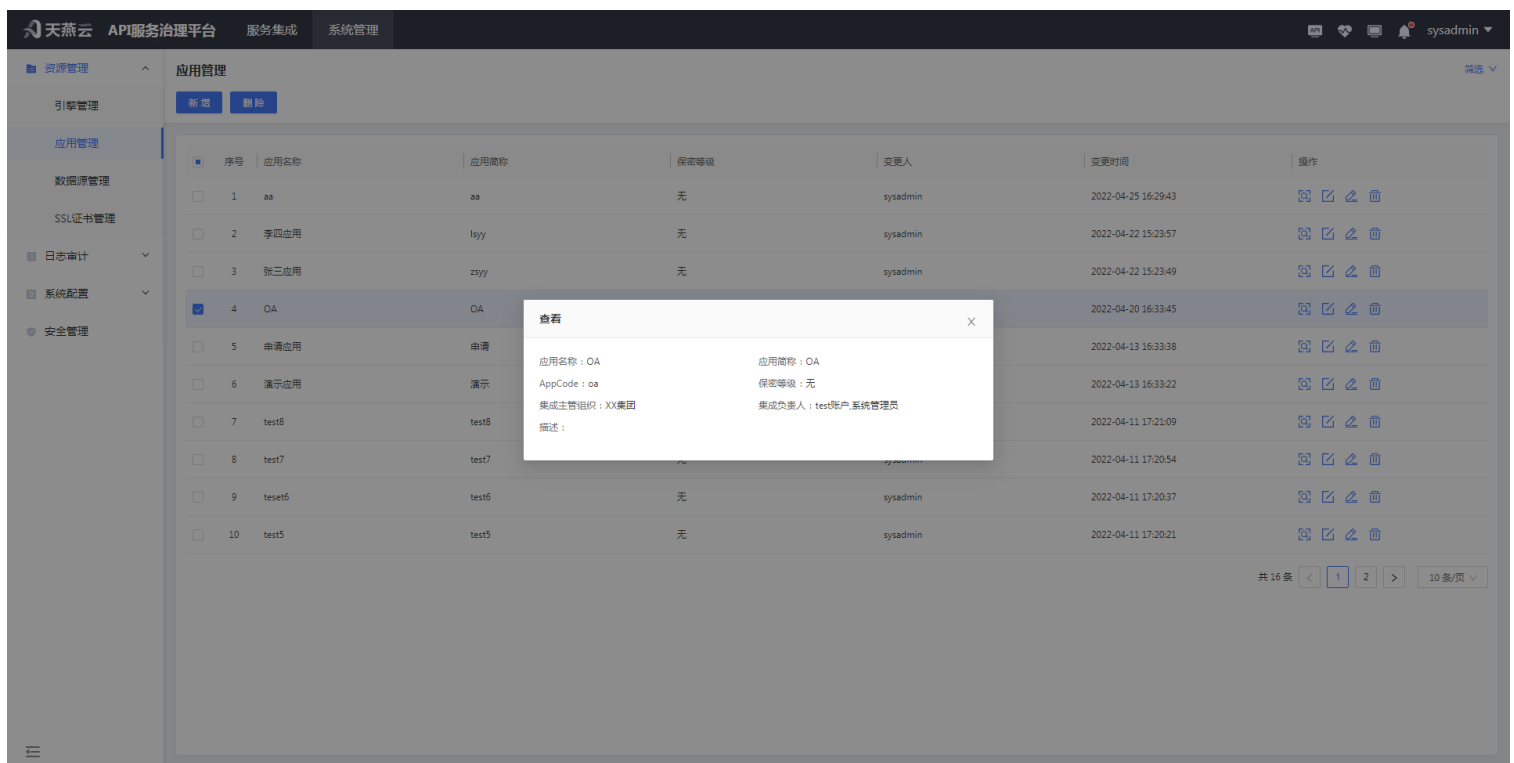 天燕云 API服务治理平台 服务集成 系统管理 API sysadmin
资源管理
引擎管理
应用管理
数据源管理
SSL证书管理
日志审计
系统配置
安全管理
应用管理 筛选
新增 删除
序号 应用名称 应用简称 保密等级 变更人 变更时间 操作
1 aa aa 无 sysadmin 2022-04-25 16:29:43
2 李四应用 lsyy 无 sysadmin 2022-04-22 15:23:57
3 张三应用 zsyy 无 sysadmin 2022-04-22 15:23:49
4 OA OA 2022-04-20 16:33:45
5 申请应用 申请 2022-04-13 16:33:38
6 演示应用 演示 2022-04-13 16:33:22
7 test8 test8 2022-04-11 17:21:09
8 test7 test7 无 sysadmin 2022-04-11 17:20:54
9 teset6 test6 无 sysadmin 2022-04-11 17:20:37
10 test5 test5 无 sysadmin 2022-04-11 17:20:21
共16条 < 1 2 > 10条/页
查看
应用名称：OA 应用简称：OA
AppCode：oa 保密等级：无
集成主管组织：XX集团 集成负责人：test账户,系统管理员
描述：